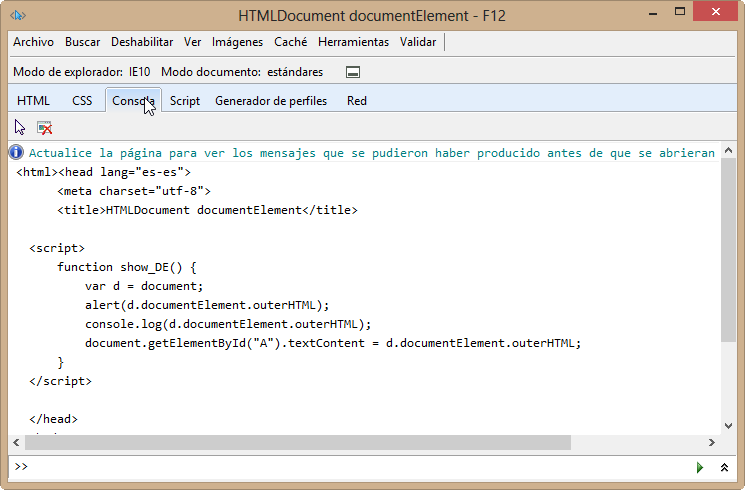 HTMLDocument documentElement - F12
Archivo Buscar Deshabilitar Ver Imágenes Caché Herramientas Validar
Modo de explorador: IE10 Modo documento: estándares
HTML CSS Consola Script Generador de perfiles Red
Actualice la página para ver los mensajes que se pudieron haber producido antes de que se abrieran
<html><head lang="es-es">
<meta charset="utf-8">
<title>HTMLDocument documentElement</title>
<script>
function show_DE() {
var d = document;
alert(d.documentElement.outerHTML);
console.log(d.documentElement.outerHTML);
document.getElementById("A").textContent = d.documentElement.outerHTML;
}
</script>
</head>
>>